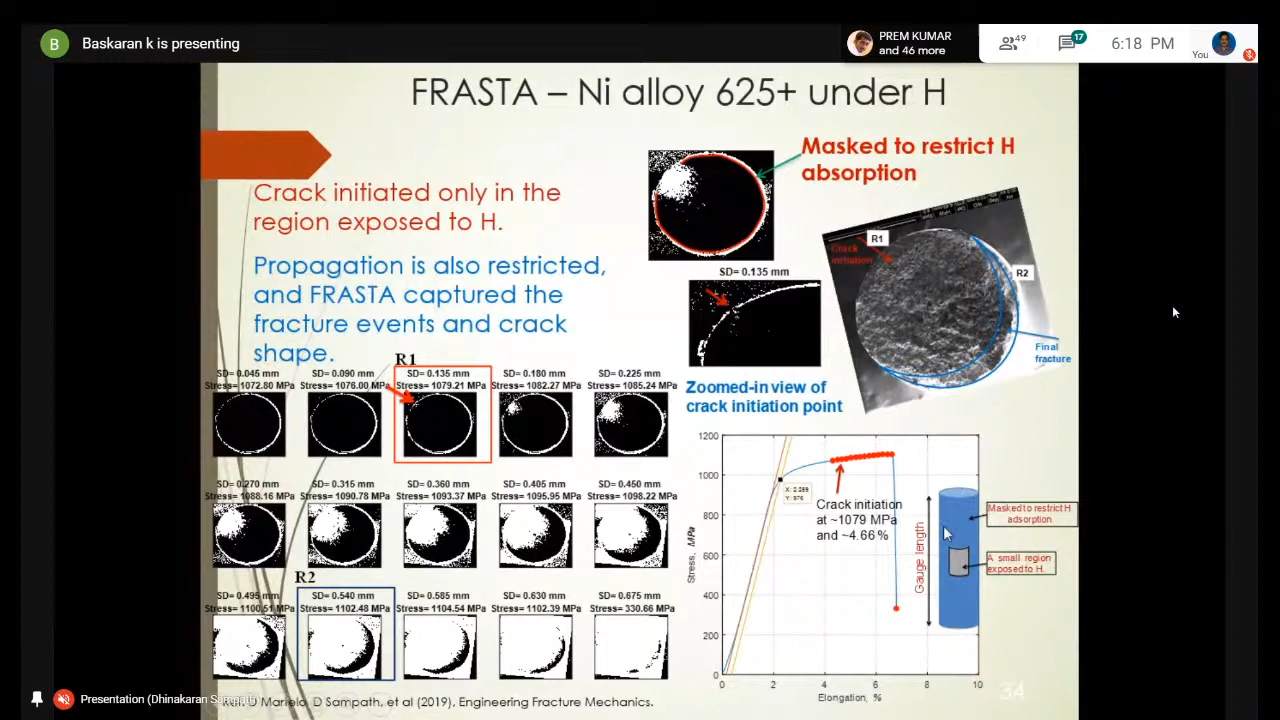 B
Baskaran k is presenting
PREM KUMAR
and 46 more
49
17
6:18 PM
You
FRASTA – Ni alloy 625+ under H
Crack initiated only in the
region exposed to H.
Propagation is also restricted,
and FRASTA captured the
fracture events and crack
shape.
Masked to restrict H
absorption
SD= 0.135 mm
Zoomed-in view of
crack initiation point
R1
Crack
initiation
R2
Final
fracture
R1
SD= 0.045 mm
Stress= 1072.80 MPa
SD= 0.090 mm
Stress= 1076.00 MPa
SD= 0.135 mm
Stress= 1079.21 MPa
SD= 0.180 mm
Stress= 1082.27 MPa
SD= 0.225 mm
Stress= 1085.24 MPa
SD= 0.270 mm
Stress= 1088.16 MPa
SD= 0.315 mm
Stress= 1090.78 MPa
SD= 0.360 mm
Stress= 1093.37 MPa
SD= 0.405 mm
Stress= 1095.95 MPa
SD= 0.450 mm
Stress= 1098.22 MPa
R2
SD= 0.495 mm
Stress= 1100.51 MPa
SD= 0.540 mm
Stress= 1102.48 MPa
SD= 0.585 mm
Stress= 1104.54 MPa
SD= 0.630 mm
Stress= 1102.39 MPa
SD= 0.675 mm
Stress= 330.66 MPa
1200
1000
800
600
400
200
0
Stress, MPa
0 2 4 6 8 10
Elongation, %
X: 2.289
Y: 976
Crack initiation
at ~1079 MPa
and ~4.66%
Gauge length
Masked to restrict H
adsorption
A small region
exposed to H.
34
Presentation (Dhinakaran Sampath)
D Sampath, et al (2019), Engineering Fracture Mechanics.